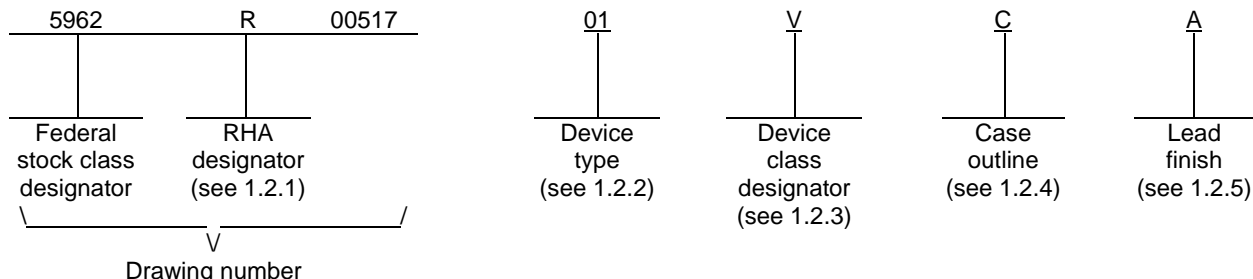 5962 R 00517 01 V C A
Federal RHA Device Device Case Lead
stock class designator type class outline finish
designator (see 1.2.1) (see 1.2.2) designator (see 1.2.4) (see 1.2.5)
(see 1.2.3)
Drawing number